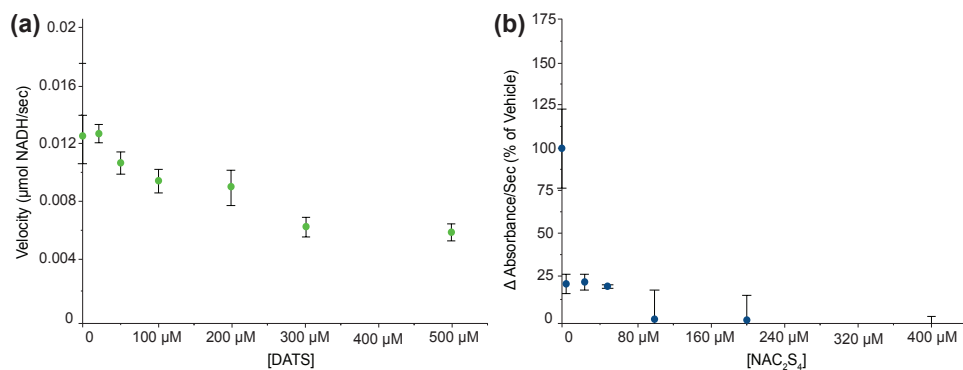 (a)
0.02
0.016
0.012
0.008
0.004
0
Velocity (µmol NADH/sec)
0 100 µM 200 µM 300 µM 400 µM 500 µM
[DATS]
(b)
175
150
125
100
75
50
25
0
Δ Absorbance/Sec (% of Vehicle)
0 80 µM 160 µM 240 µM 320 µM 400 µM
[NAC₂S₄]